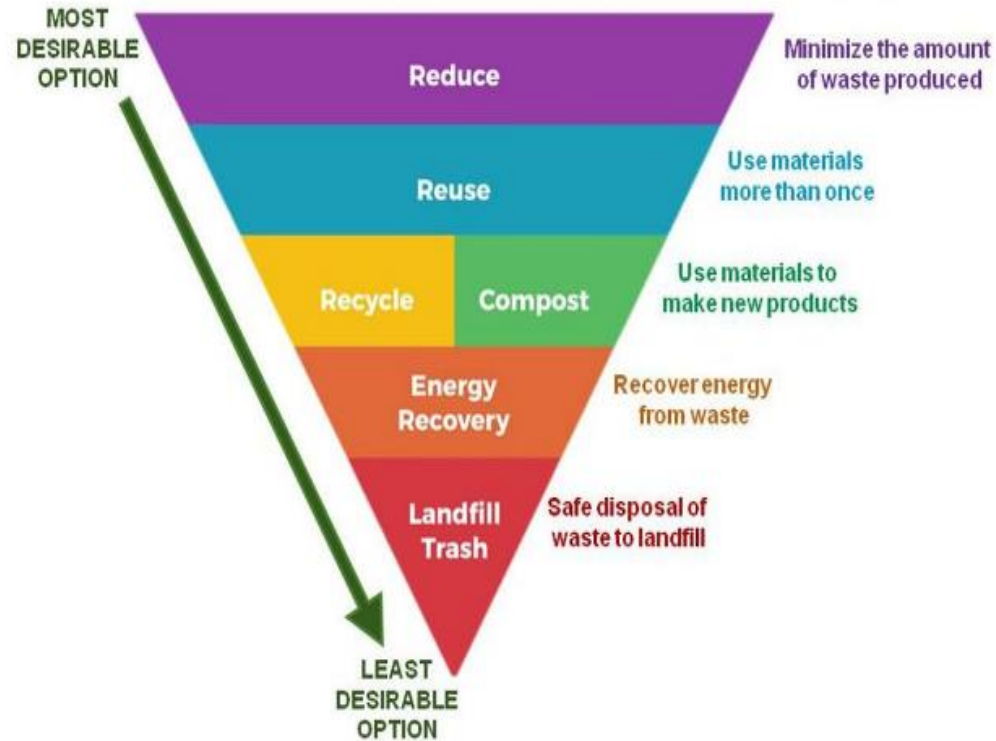 MOST
DESIRABLE
OPTION
Reduce
Minimize the amount
of waste produced
Reuse
Use materials
more than once
Recycle
Compost
Use materials to
make new products
Energy
Recovery
Recover energy
from waste
Landfill
Trash
Safe disposal of
waste to landfill
LEAST
DESIRABLE
OPTION